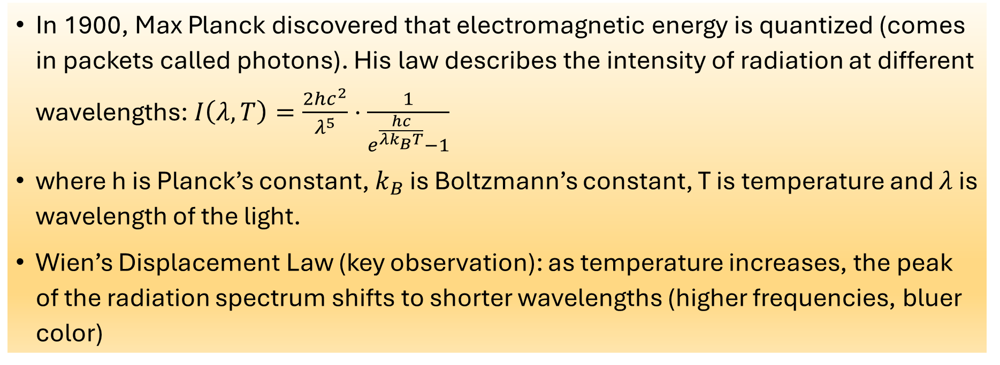 • In 1900, Max Planck discovered that electromagnetic energy is quantized (comes
in packets called photons). His law describes the intensity of radiation at different
wavelengths: $I(\lambda, T) = \frac{2hc^2}{\lambda^5} \cdot \frac{1}{e^{\frac{hc}{\lambda k_B T}} - 1}$
• where h is Planck’s constant, $k_B$ is Boltzmann’s constant, T is temperature and $\lambda$ is
wavelength of the light.
• Wien’s Displacement Law (key observation): as temperature increases, the peak
of the radiation spectrum shifts to shorter wavelengths (higher frequencies, bluer
color)